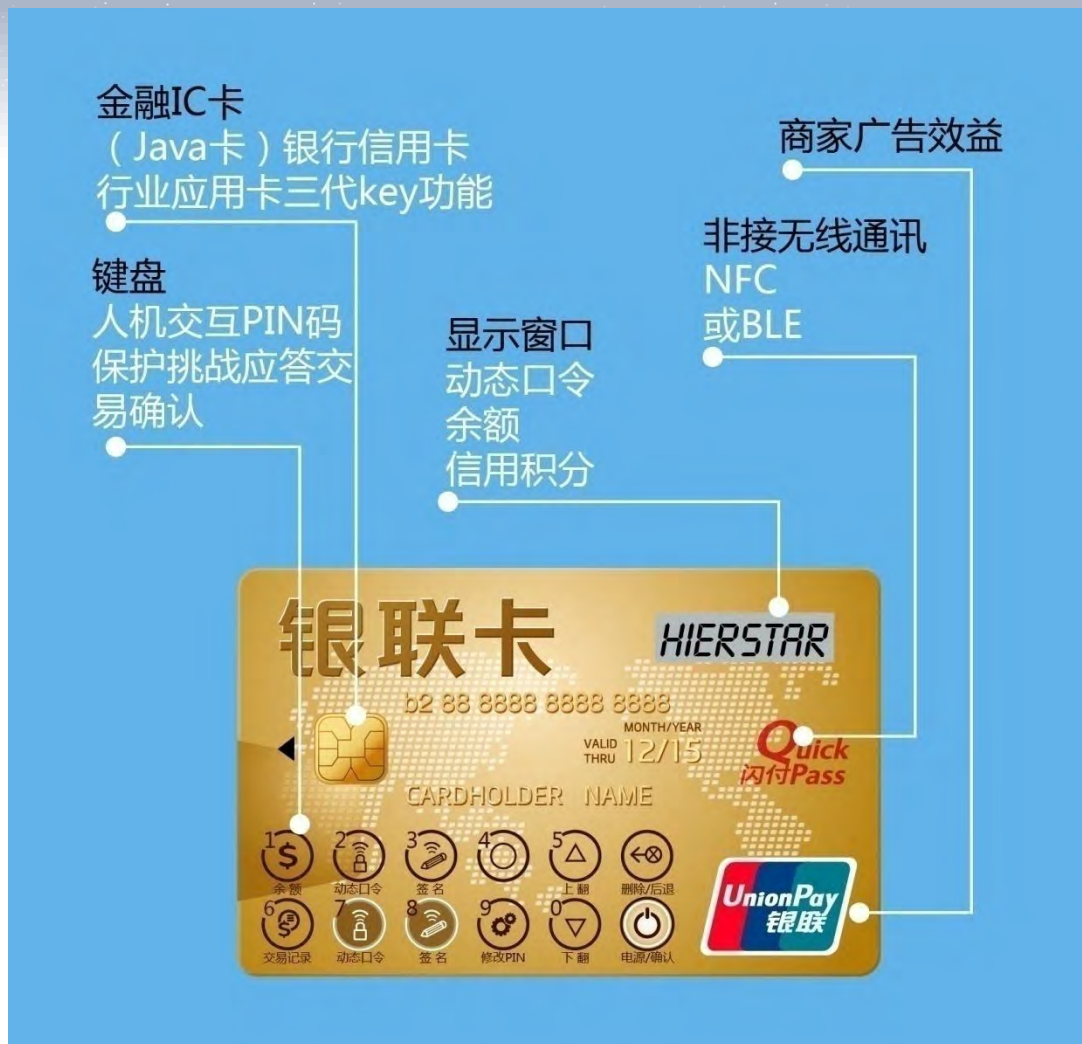 金融IC卡
（Java卡）银行信用卡
行业应用卡三代key功能
商家广告效益
键盘
人机交互PIN码
保护挑战应答交
易确认
非接无线通讯
NFC
或BLE
显示窗口
动态口令
余额
信用积分
银联卡
HIERSTAR
b2 88 8888 8888 8888
MONTH/YEAR
VALID THRU 12/15
Quick
闪付Pass
CARDHOLDER NAME
1 2 3 4 5
余额 动态口令 签名 上翻 删除/后退
6 7 8 9 0
交易记录 动态口令 签名 修改PIN 下翻 电源/确认
UnionPay
银联